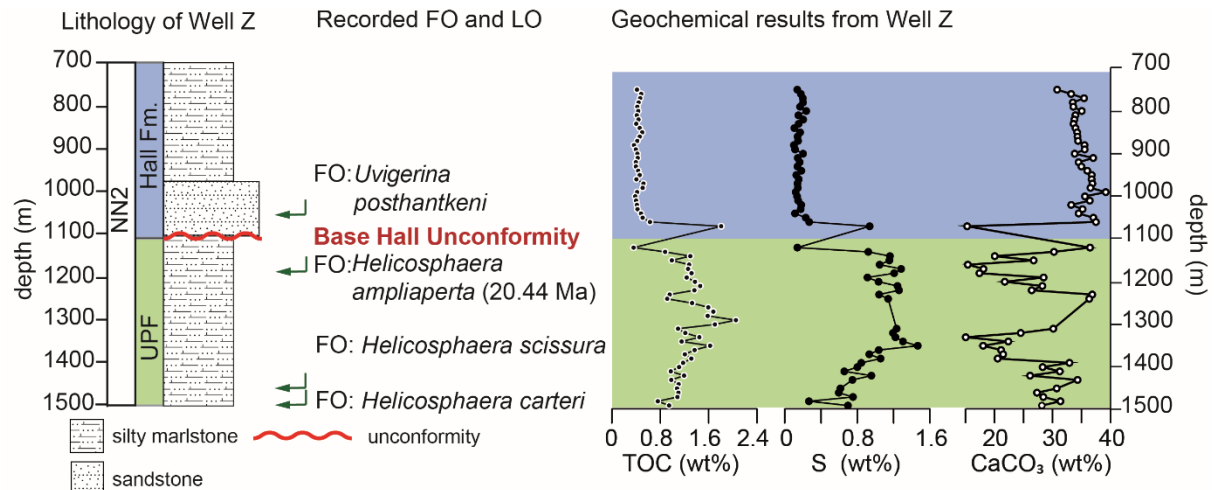 Lithology of Well Z
Recorded FO and LO
Geochemical results from Well Z
700
800
900
1000
1100
1200
1300
1400
1500
depth (m)
NN2
Hall Fm.
UPF
FO: Uvigerina
posthantkeni
Base Hall Unconformity
FO: Helicosphaera
ampliaperta (20.44 Ma)
FO: Helicosphaera scissura
FO: Helicosphaera carteri
silty marlstone
unconformity
sandstone
700
800
900
1000
1100
1200
1300
1400
1500
depth (m)
0 0.8 1.6 2.4
TOC (wt%)
0 0.8 1.6
S (wt%)
20 30 40
CaCO₃ (wt%)